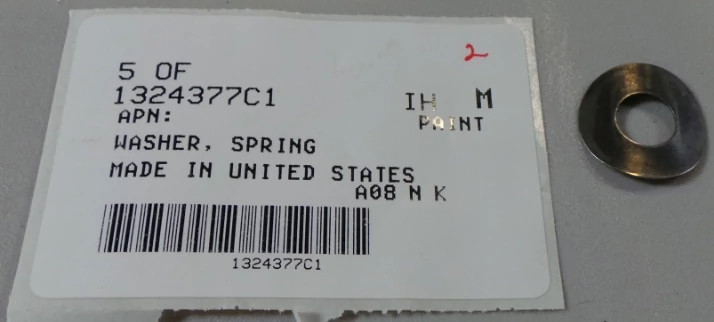 2
5 OF
1324377C1
IH M
APN:
PAINT
WASHER, SPRING
MADE IN UNITED STATES
A08 N K
1324377C1